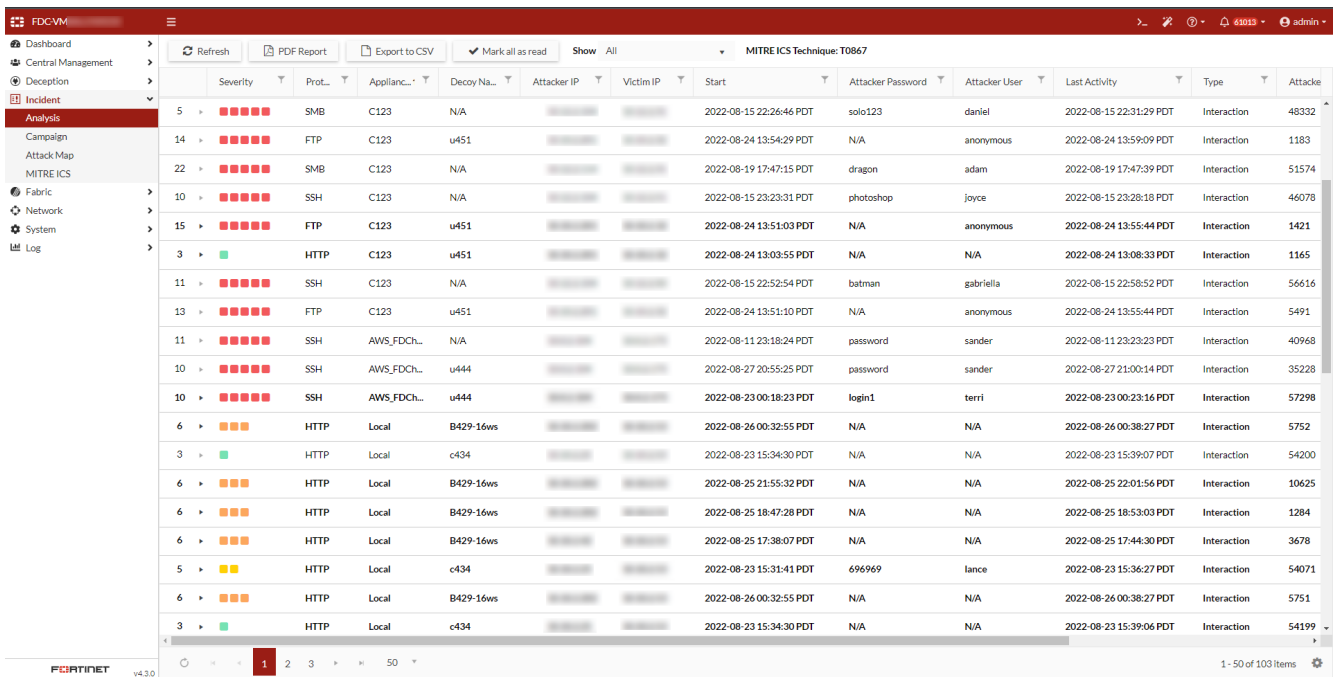 FDC-VM
61013 admin
Dashboard
Central Management
Deception
Incident
Analysis
Campaign
Attack Map
MITRE ICS
Fabric
Network
System
Log
FORTINET v4.3.0
Refresh PDF Report Export to CSV Mark all as read Show All MITRE ICS Technique: T0867
Severity Prot... Applianc... Decoy Na... Attacker IP Victim IP Start Attacker Password Attacker User Last Activity Type Attacke
5 SMB C123 N/A 2022-08-15 22:26:46 PDT solo123 daniel 2022-08-15 22:31:29 PDT Interaction 48332
14 FTP C123 u451 2022-08-24 13:54:29 PDT N/A anonymous 2022-08-24 13:59:09 PDT Interaction 1183
22 SMB C123 N/A 2022-08-19 17:47:15 PDT dragon adam 2022-08-19 17:47:39 PDT Interaction 51574
10 SSH C123 N/A 2022-08-15 23:23:31 PDT photoshop joyce 2022-08-15 23:28:18 PDT Interaction 46078
15 FTP C123 u451 2022-08-24 13:51:03 PDT N/A anonymous 2022-08-24 13:55:44 PDT Interaction 1421
3 HTTP C123 u451 2022-08-24 13:03:55 PDT N/A N/A 2022-08-24 13:08:33 PDT Interaction 1165
11 SSH C123 N/A 2022-08-15 22:52:54 PDT batman gabriella 2022-08-15 22:58:52 PDT Interaction 56616
13 FTP C123 u451 2022-08-24 13:51:10 PDT N/A anonymous 2022-08-24 13:55:44 PDT Interaction 5491
11 SSH AWS_FDCh... N/A 2022-08-11 23:18:24 PDT password sander 2022-08-11 23:23:23 PDT Interaction 40968
10 SSH AWS_FDCh... u444 2022-08-27 20:55:25 PDT password sander 2022-08-27 21:00:14 PDT Interaction 35228
10 SSH AWS_FDCh... u444 2022-08-23 00:18:23 PDT login1 terri 2022-08-23 00:23:16 PDT Interaction 57298
6 HTTP Local B429-16ws 2022-08-26 00:32:55 PDT N/A N/A 2022-08-26 00:38:27 PDT Interaction 5752
3 HTTP Local c434 2022-08-23 15:34:30 PDT N/A N/A 2022-08-23 15:39:07 PDT Interaction 54200
6 HTTP Local B429-16ws 2022-08-25 21:55:32 PDT N/A N/A 2022-08-25 22:01:56 PDT Interaction 10625
6 HTTP Local B429-16ws 2022-08-25 18:47:28 PDT N/A N/A 2022-08-25 18:53:03 PDT Interaction 1284
6 HTTP Local B429-16ws 2022-08-25 17:38:07 PDT N/A N/A 2022-08-25 17:44:30 PDT Interaction 3678
5 HTTP Local c434 2022-08-23 15:31:41 PDT 696969 lance 2022-08-23 15:36:27 PDT Interaction 54071
6 HTTP Local B429-16ws 2022-08-26 00:32:55 PDT N/A N/A 2022-08-26 00:38:27 PDT Interaction 5751
3 HTTP Local c434 2022-08-23 15:34:30 PDT N/A N/A 2022-08-23 15:39:06 PDT Interaction 54199
1 2 3 50 1 - 50 of 103 items